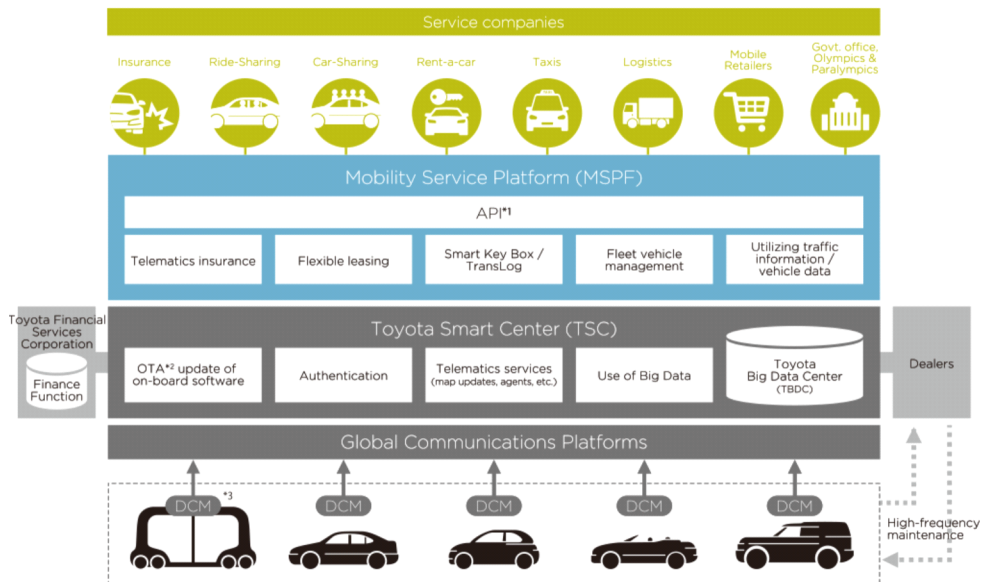 Service companies
Insurance
Ride-Sharing
Car-Sharing
Rent-a-car
Taxis
Logistics
Mobile
Retailers
Govt. office,
Olympics &
Paralympics
Mobility Service Platform (MSPF)
API*1
Telematics insurance
Flexible leasing
Smart Key Box /
TransLog
Fleet vehicle
management
Utilizing traffic
information /
vehicle data
Toyota Financial
Services
Corporation
Finance
Function
Toyota Smart Center (TSC)
OTA*2 update of
on-board software
Authentication
Telematics services
(map updates, agents, etc.)
Use of Big Data
Toyota
Big Data Center
(TBDC)
Dealers
Global Communications Platforms
DCM *3
DCM
DCM
DCM
DCM
High-frequency
maintenance